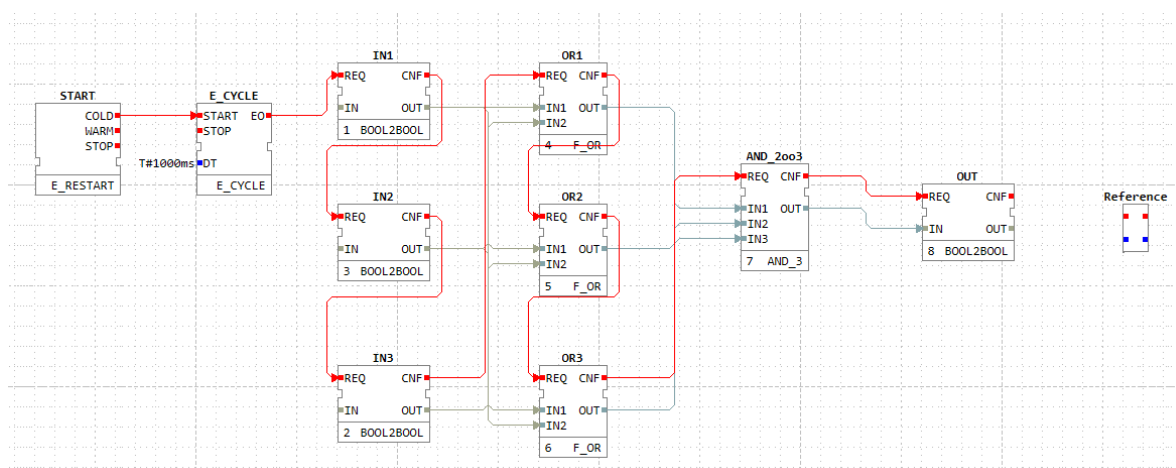 START
COLD
WARM
STOP
E_RESTART
E_CYCLE
START EO
STOP
T#1000ms DT
E_CYCLE
IN1
REQ CNF
IN OUT
1 BOOL2BOOL
IN2
REQ CNF
IN OUT
3 BOOL2BOOL
IN3
REQ CNF
IN OUT
2 BOOL2BOOL
OR1
REQ CNF
IN1 OUT
IN2
4 F_OR
OR2
REQ CNF
IN1 OUT
IN2
5 F_OR
OR3
REQ CNF
IN1 OUT
IN2
6 F_OR
AND_2oo3
REQ CNF
IN1 OUT
IN2
IN3
7 AND_3
OUT
REQ CNF
IN OUT
8 BOOL2BOOL
Reference